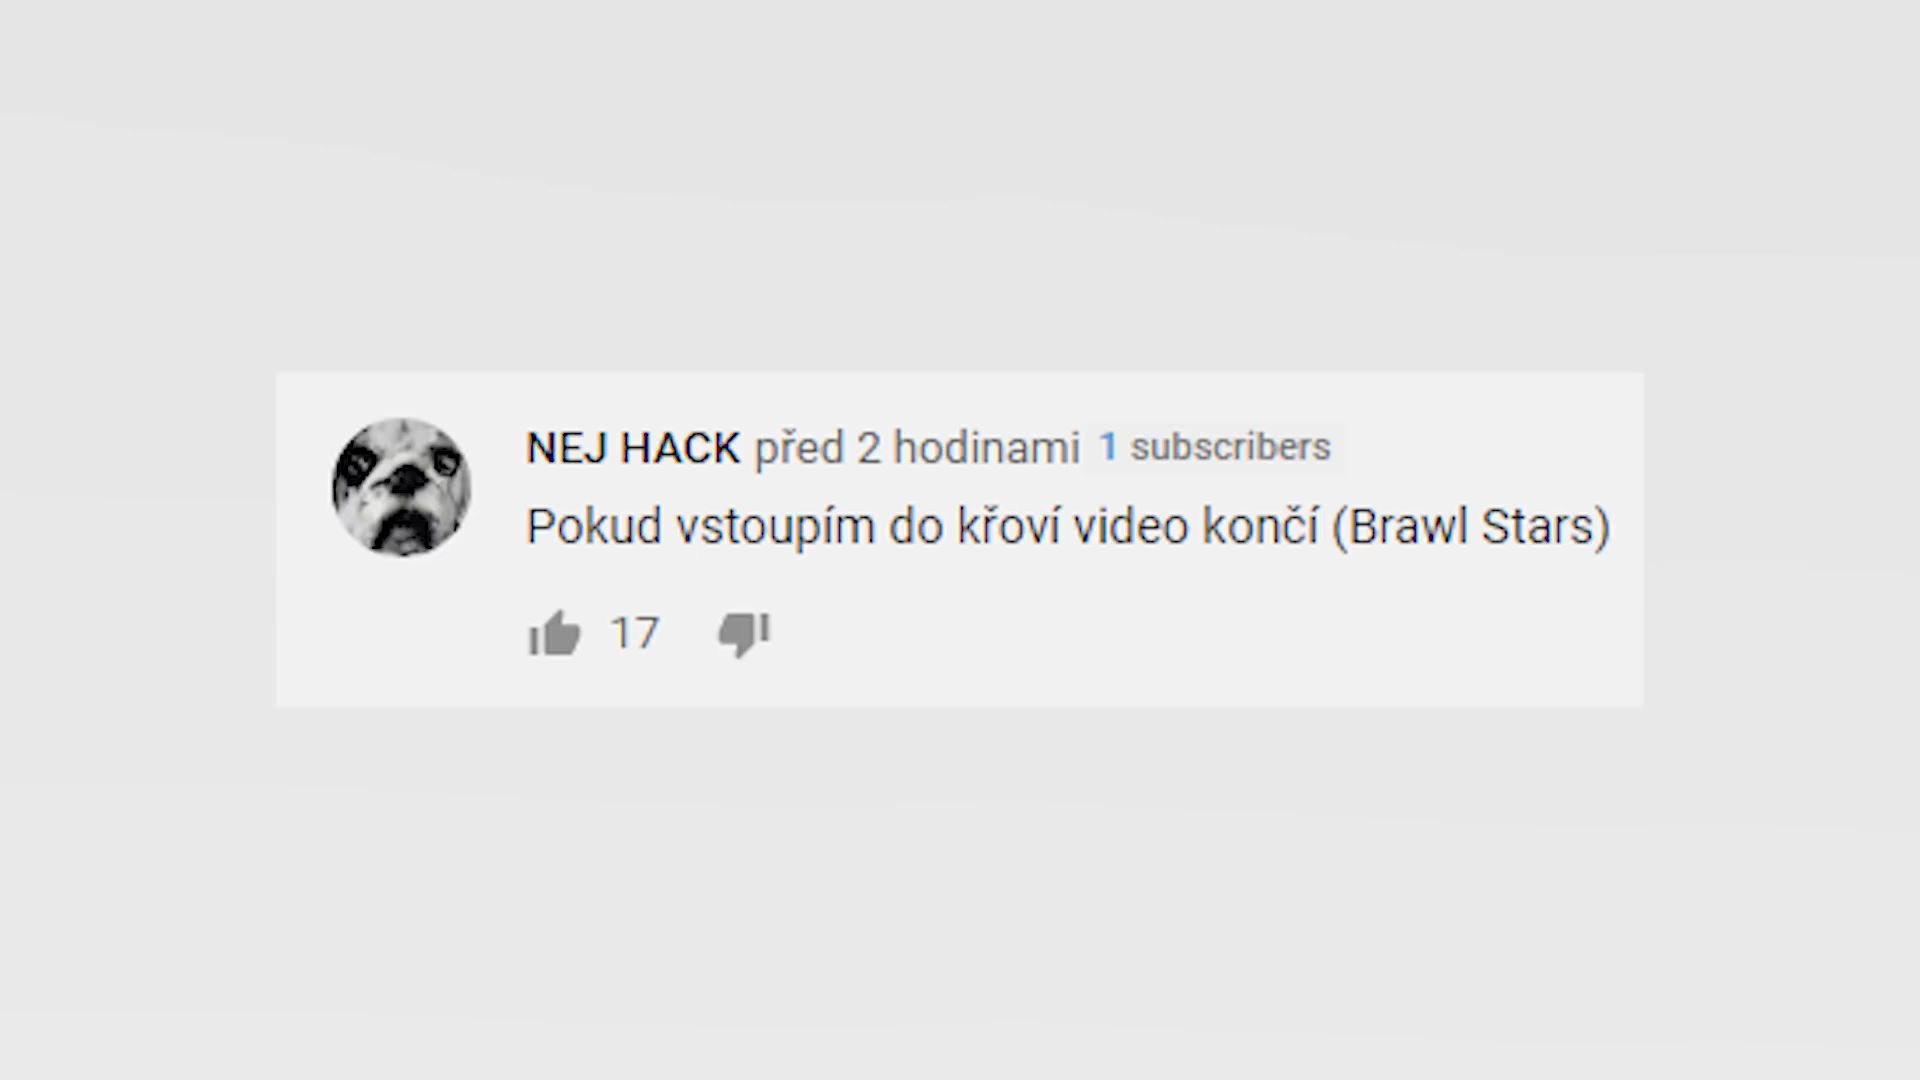 NEJ HACK před 2 hodinami 1 subscribers
Pokud vstoupím do křoví video končí (Brawl Stars)
17